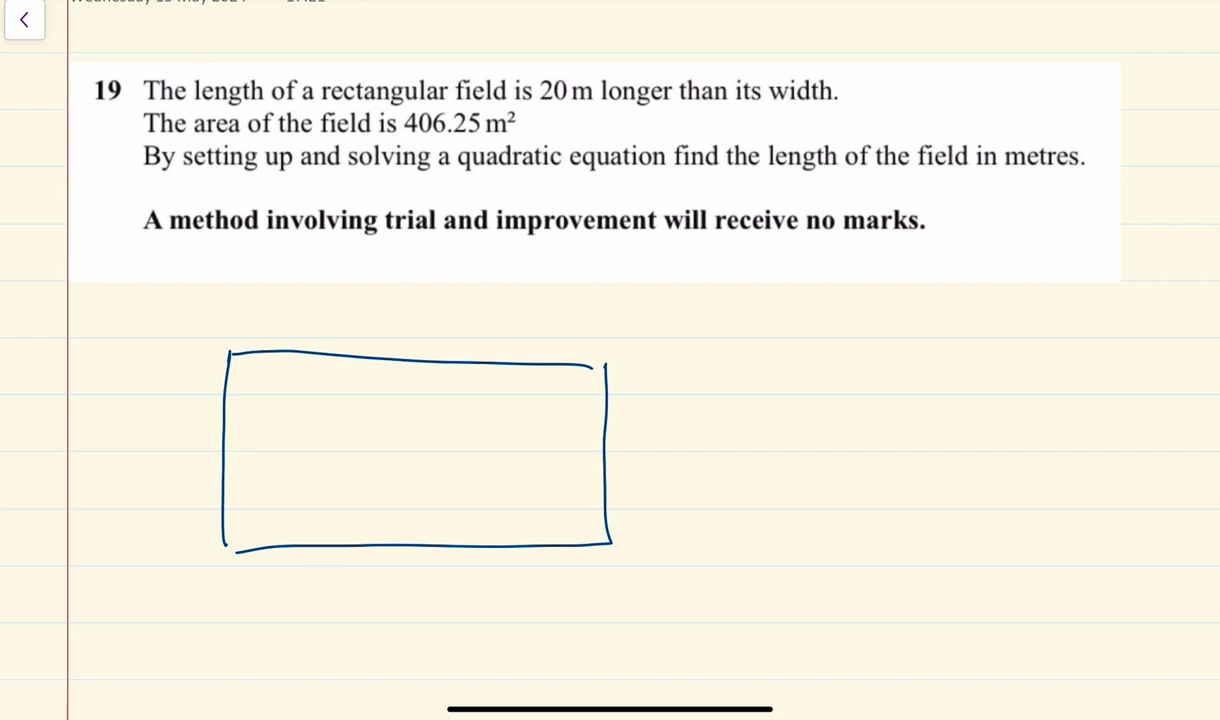 19 The length of a rectangular field is 20 m longer than its width.
The area of the field is 406.25 m²
By setting up and solving a quadratic equation find the length of the field in metres.
A method involving trial and improvement will receive no marks.